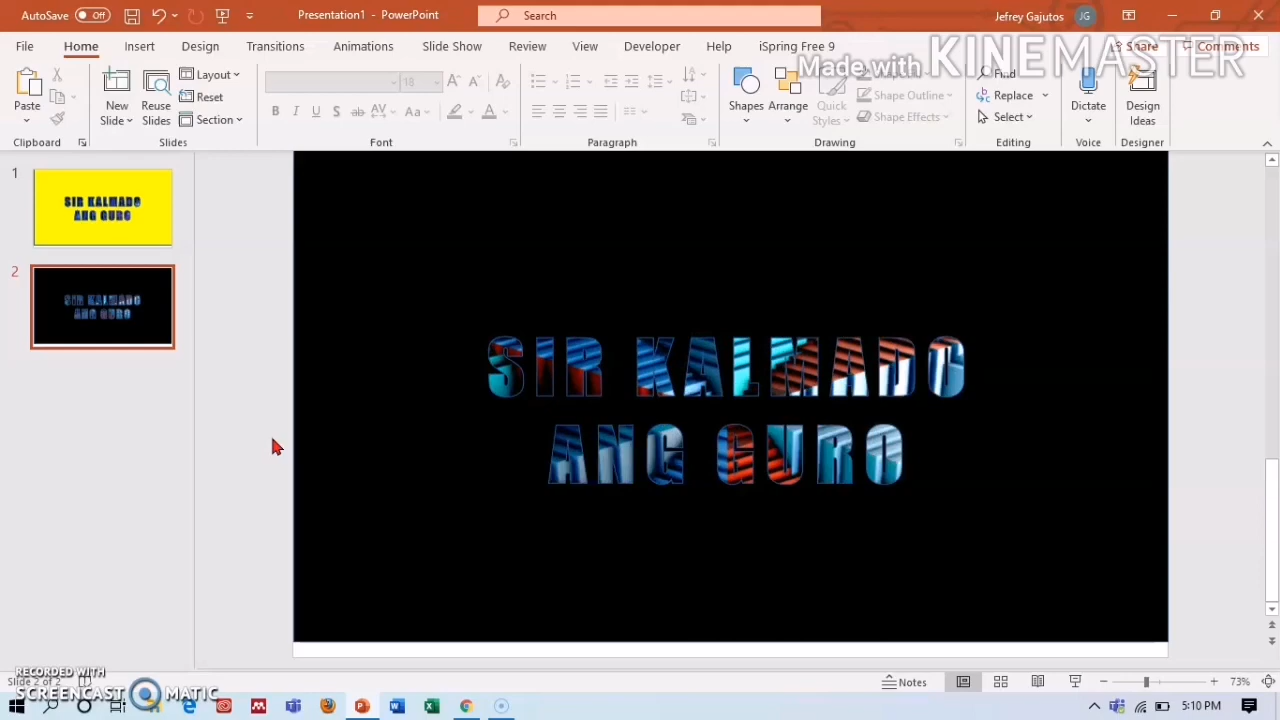 AutoSave Off Presentation1 - PowerPoint Search Jefrey Gajutos JG
File Home Insert Design Transitions Animations Slide Show Review View Developer Help iSpring Free 9 Share Comments
Made with KINEMASTER
Paste New Slide Reuse Slides Layout Reset Section 18 Shapes Arrange Quick Styles Shape Outline Shape Effects Find Replace Select Dictate Design Ideas
Clipboard Slides Font Paragraph Drawing Editing Voice Designer
1
SIR KALMADO
ANG GURO
2
SIR KALMADO
ANG GURO
SIR KALMADO
ANG GURO
RECORDED WITH
SCREENCAST MATIC
Slide 2 of 2 Notes 73%
5:10 PM